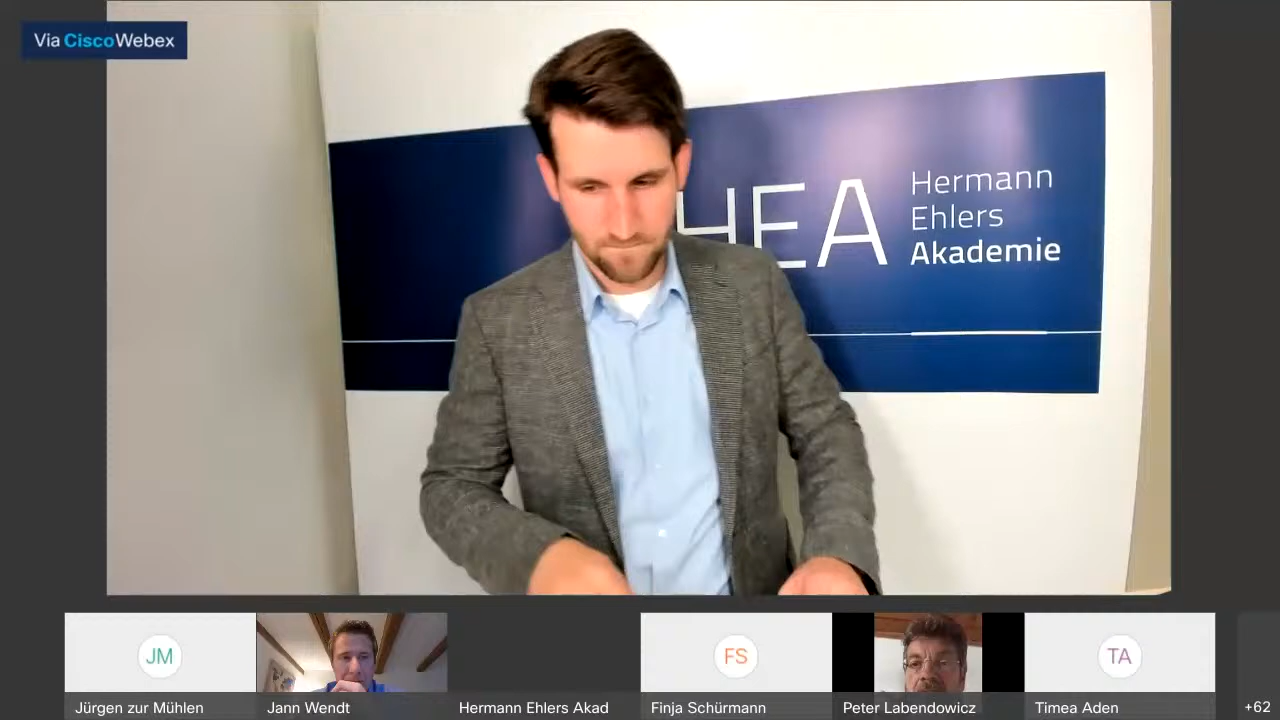 Via CiscoWebex
HEA
Hermann
Ehlers
Akademie
JM
FS
TA
Jürgen zur Mühlen
Jann Wendt
Hermann Ehlers Akad
Finja Schürmann
Peter Labendowicz
Timea Aden
+62